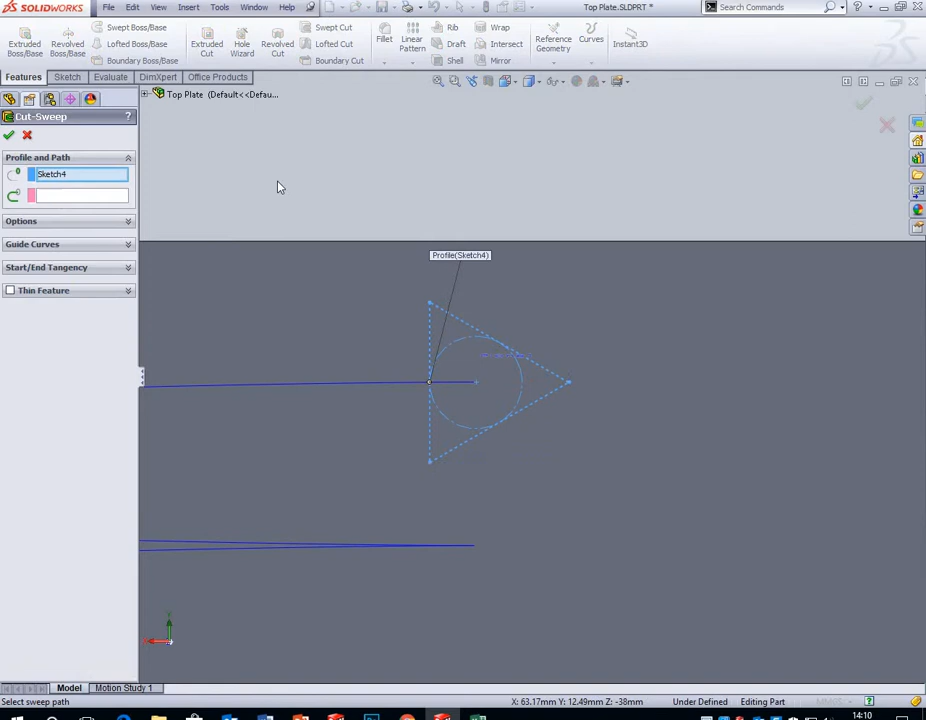 SOLIDWORKS File Edit View Insert Tools Window Help Top Plate.SLDPRT * Search Commands
Extruded Boss/Base
Revolved Boss/Base
Swept Boss/Base
Lofted Boss/Base
Boundary Boss/Base
Extruded Cut
Hole Wizard
Revolved Cut
Swept Cut
Lofted Cut
Boundary Cut
Fillet
Linear Pattern
Rib
Draft
Shell
Wrap
Intersect
Mirror
Reference Geometry
Curves
Instant3D
Features Sketch Evaluate DimXpert Office Products
Top Plate (Default<<Defau...
Cut-Sweep ?
Profile and Path
Sketch4
Options
Guide Curves
Start/End Tangency
Thin Feature
Profile(Sketch4)
Model Motion Study 1
Select sweep path X: 63.17mm Y: 12.49mm Z: -38mm Under Defined Editing Part
14:10